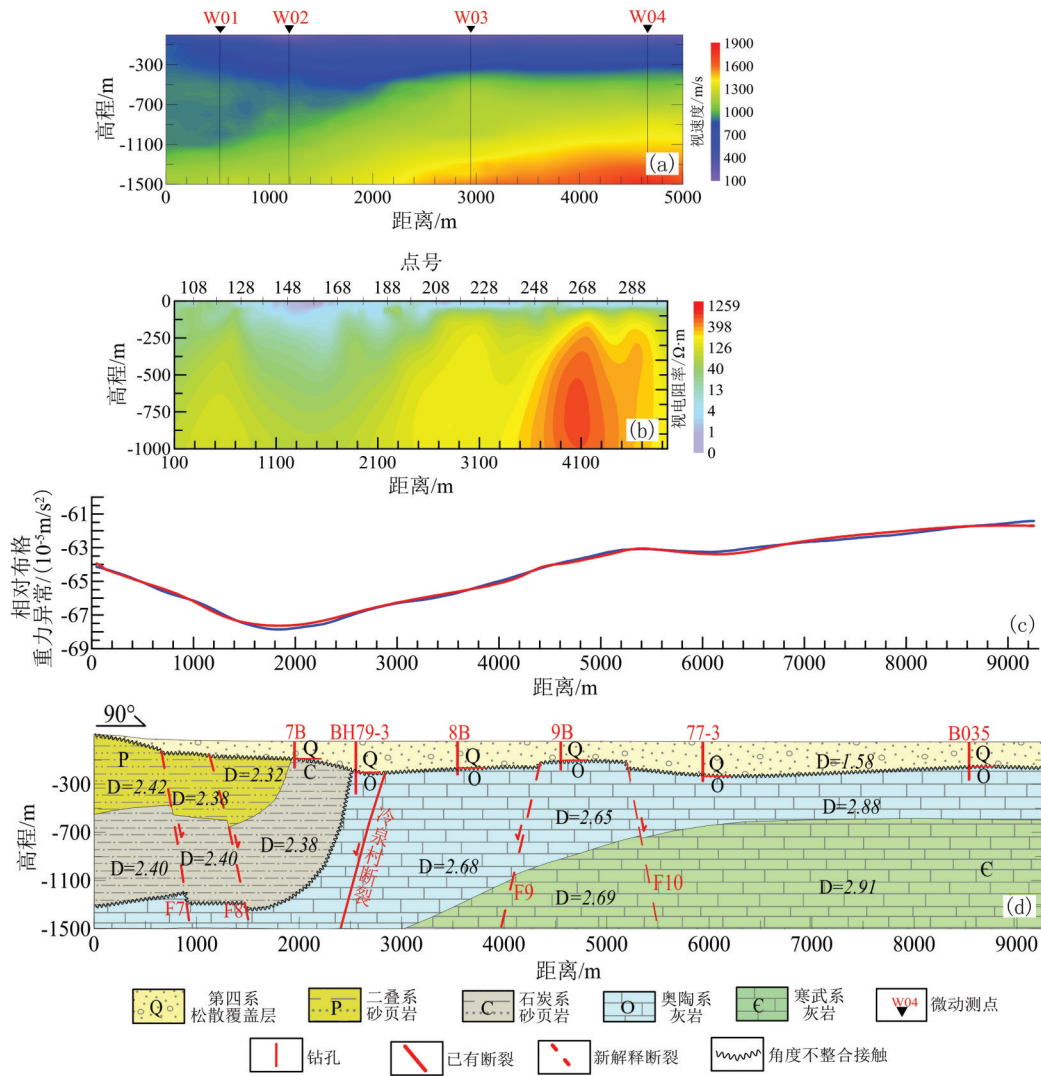 W01 W02 W03 W04
-300
-700
-1100
-1500
高程/m
0 1000 2000 3000 4000 5000
距离/m
(a)
1900
1600
1300
1000
700
400
100
视速度/m/s
点号
108 128 148 168 188 208 228 248 268 288
0
-250
-500
-750
-1000
高程/m
100 1100 2100 3100 4100
距离/m
(b)
1259
398
126
40
13
4
1
0
视电阻率/Ω·m
-61
-63
-65
-67
-69
相对布格
重力异常/(10⁻⁵m/s²)
0 1000 2000 3000 4000 5000 6000 7000 8000 9000
距离/m
(c)
90°
7B BH79-3 8B 9B 77-3 B035
P Q Q Q Q Q Q
C O O O O O
D=2.42 D=2.32 D=1.58
D=2.38 D=2.65 D=2.88
D=2.40 D=2.40 D=2.38 D=2.68 D=2.69 D=2.91
F7 F8 F9 F10 Є
(d)
-300
-700
-1100
-1500
高程/m
0 1000 2000 3000 4000 5000 6000 7000 8000 9000
距离/m
Q 第四系
松散覆盖层
P 二叠系
砂页岩
C 石炭系
砂页岩
O 奥陶系
灰岩
Є 寒武系
灰岩
W04 微动测点
钻孔
已有断裂
新解释断裂
角度不整合接触